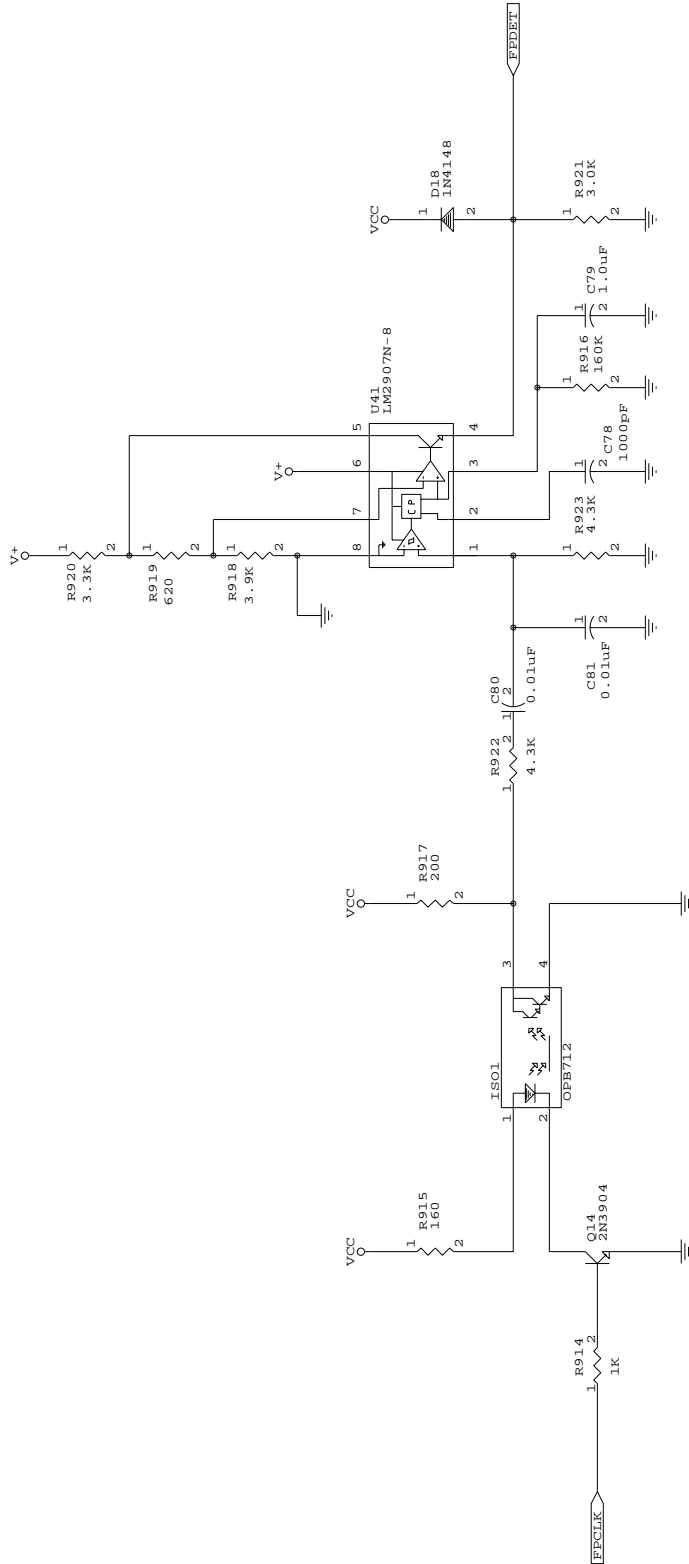 FPCLK
R914
1
2
1K
Q14
2N3904
VCC
1
R915
160
2
ISO1
1
2
3
4
OPB712
VCC
1
R917
200
2
R922
1
2
4.3K
C80
1
2
0.01uF
1
2
C81
0.01uF
V+
1
R920
3.3K
2
1
R919
620
2
1
R918
3.9K
2
V+
8
7
6
5
U41
LM2907N-8
CP
1
2
3
4
R923
4.3K
1
2
C78
1000pF
1
2
R916
160K
1
2
C79
1.0uF
1
2
VCC
1
D18
1N4148
2
1
R921
3.0K
2
FPDET